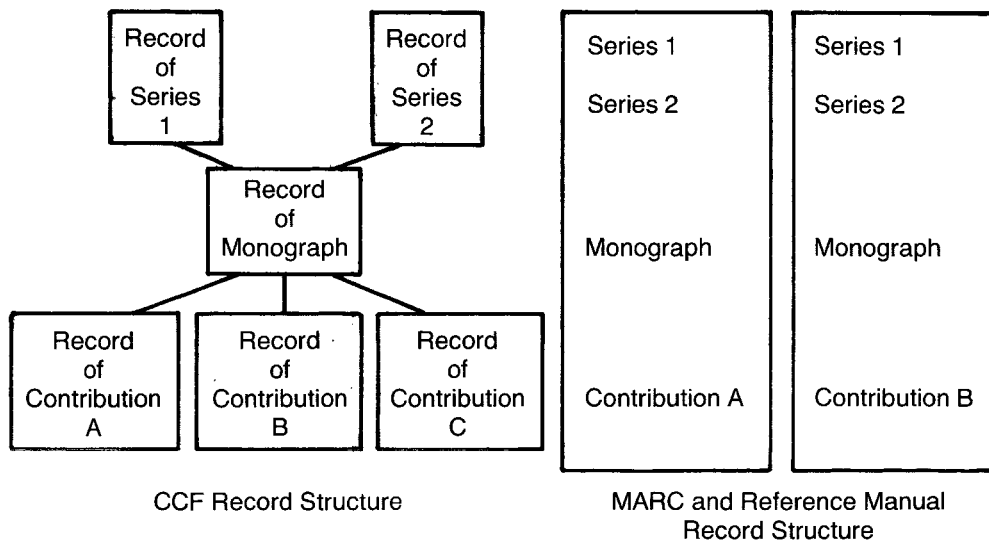 Record
of
Series
1
Record
of
Series
2
Record
of
Monograph
Record
of
Contribution
A
Record
of
Contribution
B
Record
of
Contribution
C
CCF Record Structure
Series 1
Series 2
Monograph
Contribution A
Series 1
Series 2
Monograph
Contribution B
MARC and Reference Manual
Record Structure